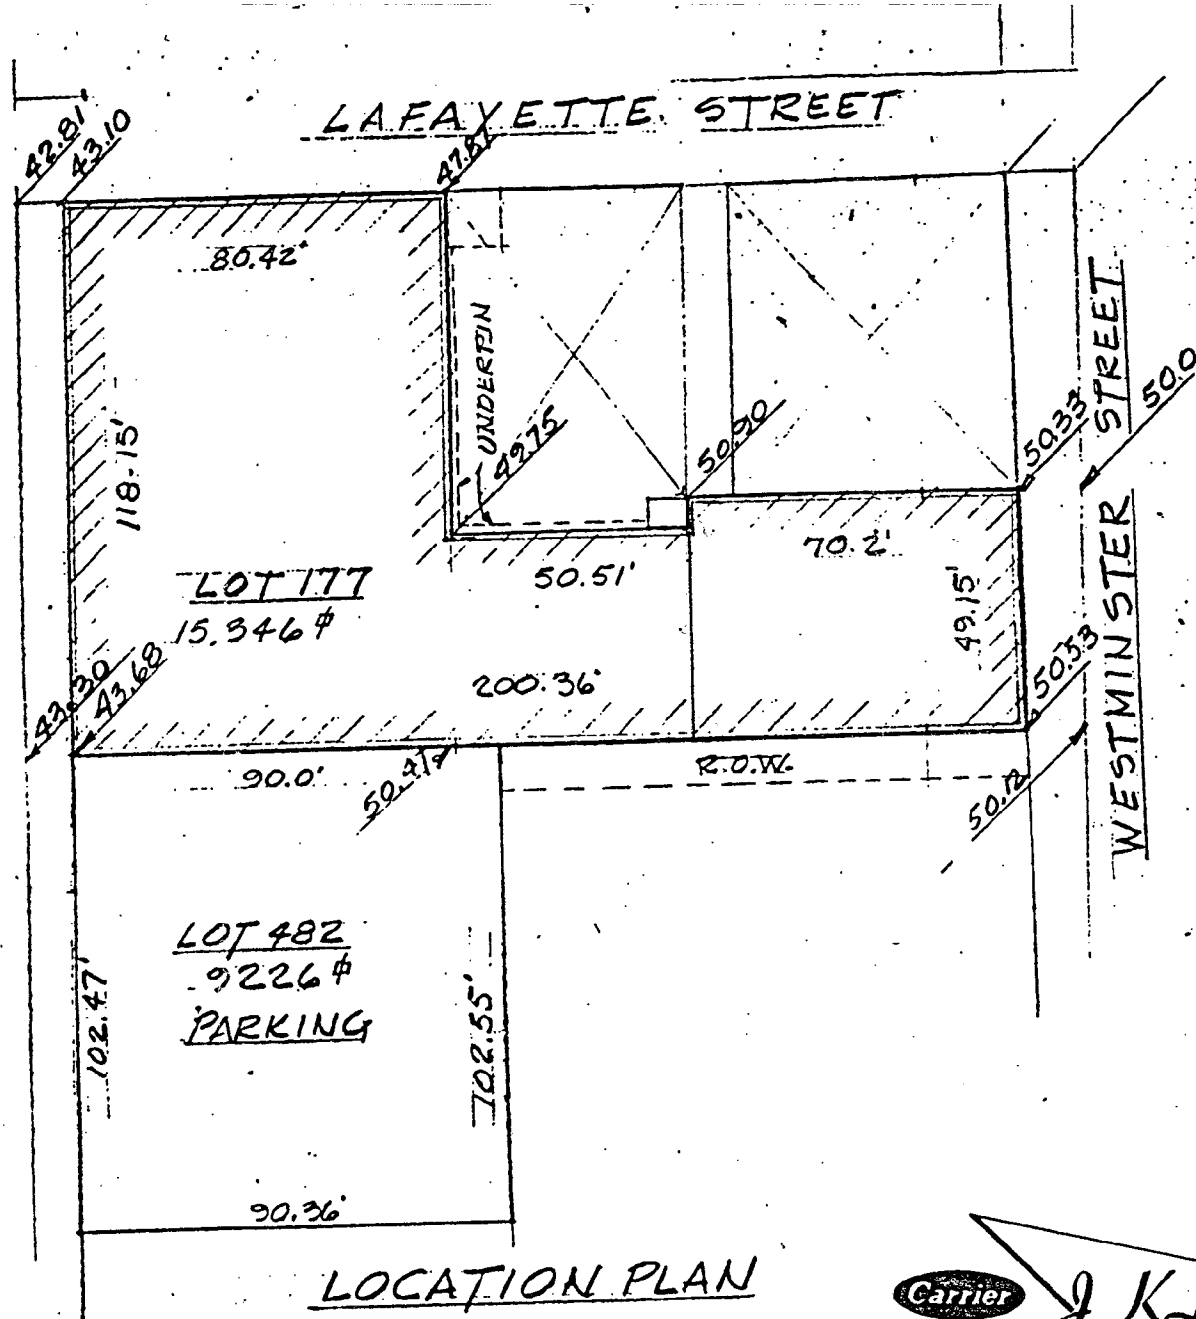 LAFAYETTE. STREET
42.81'
43.10
47.87
80.42'
UNDERPIN
49.75
50.90
50.33
50.0
118.15'
STREET
WESTMINSTER
70.2'
50.51'
49.15'
LOT 177
15,346 ⌗
200.36'
43.30
43.68
50.53
90.0'
R.O.W.
50.12
LOT 482
9226 ⌗
PARKING
102.47'
102.55'
90.36'
LOCATION PLAN
Carrier